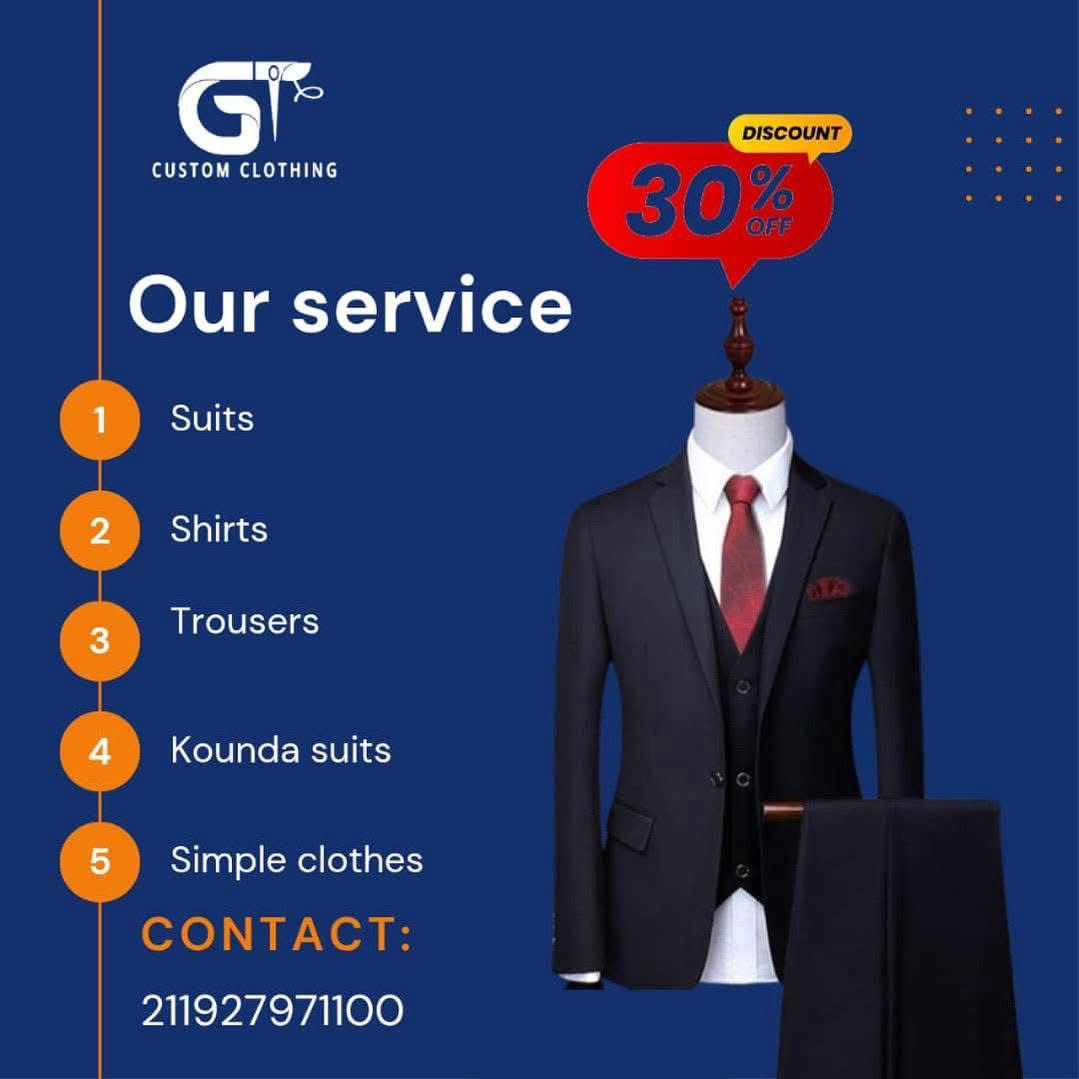 GT
CUSTOM CLOTHING
DISCOUNT
30%
OFF
Our service
1 Suits
2 Shirts
3 Trousers
4 Kounda suits
5 Simple clothes
CONTACT:
211927971100